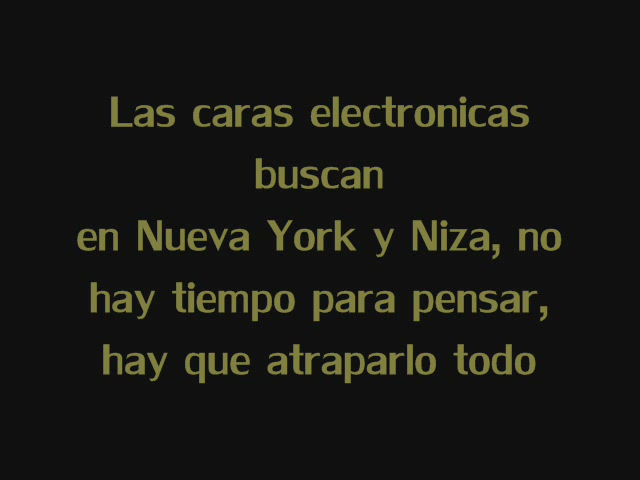 Las caras electronicas
buscan
en Nueva York y Niza, no
hay tiempo para pensar,
hay que atraparlo todo